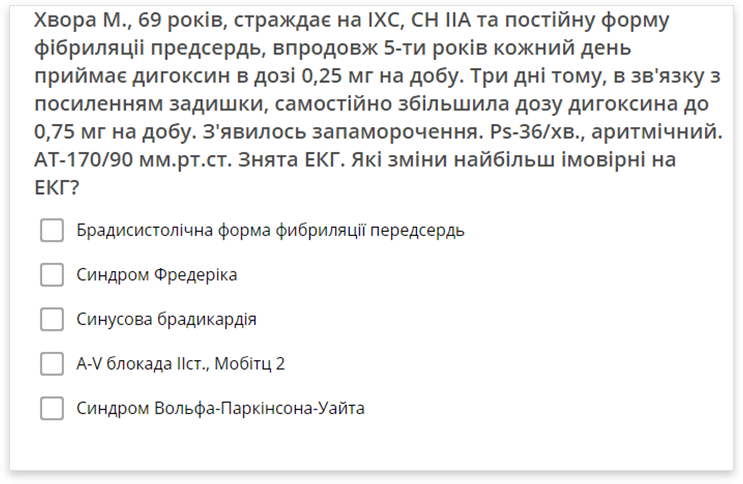 Хвора М., 69 років, страждає на ІХС, СН ІІА та постійну форму
фібриляціі предсердь, впродовж 5-ти років кожний день
приймає дигоксин в дозі 0,25 мг на добу. Три дні тому, в зв'язку з
посиленням задишки, самостійно збільшила дозу дигоксина до
0,75 мг на добу. З'явилось запаморочення. Ps-36/хв., аритмічний.
АТ-170/90 мм.рт.ст. Знята ЕКГ. Які зміни найбільш імовірні на
ЕКГ?
Брадисистолічна форма фибриляції передсердь
Синдром Фредеріка
Синусова брадикардія
A-V блокада ІІст., Мобітц 2
Синдром Вольфа-Паркінсона-Уайта